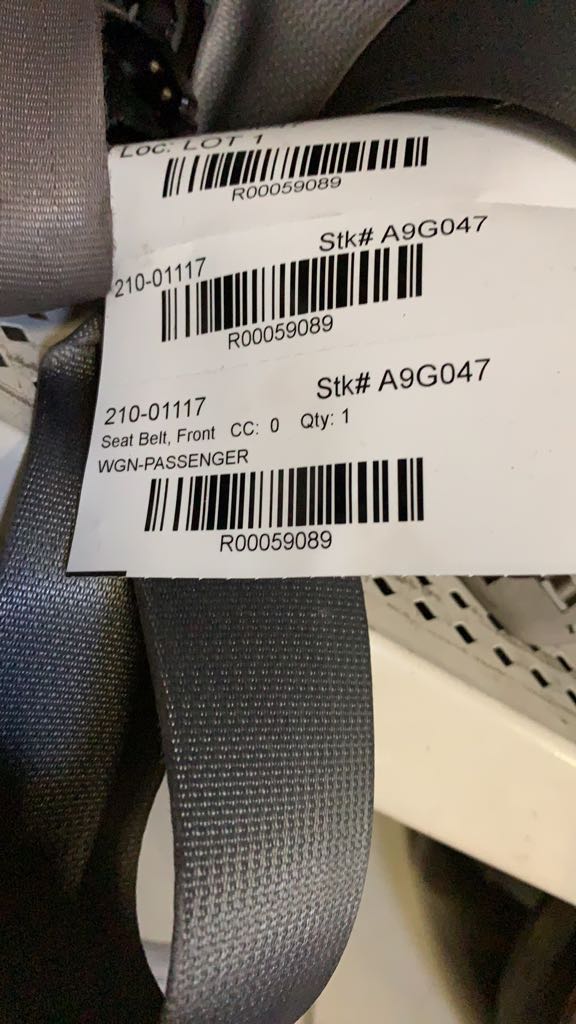 Loc: LOT 1
R00059089
Stk# A9G047
210-01117
R00059089
Stk# A9G047
210-01117
Seat Belt, Front CC: 0 Qty: 1
WGN-PASSENGER
R00059089